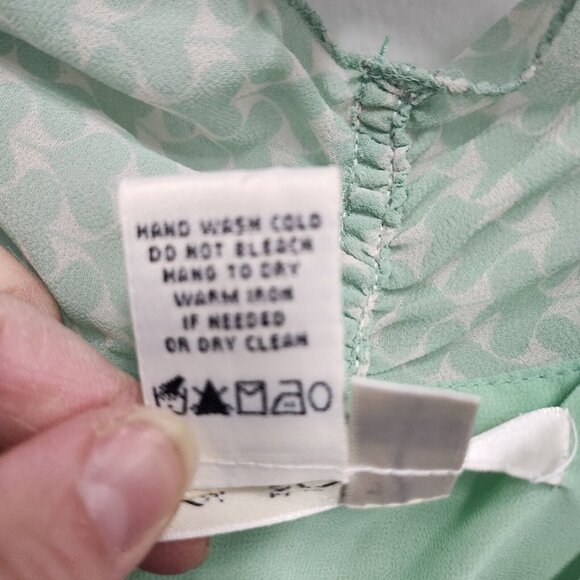 HAND WASH COLD
DO NOT BLEACH
HANG TO DRY
WARM IRON
IF NEEDED
OR DRY CLEAN